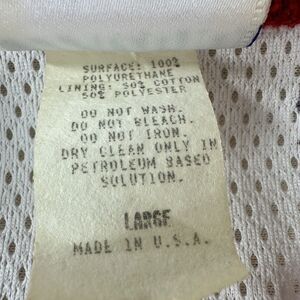 SURFACE: 100%
POLYURETHANE
LINING: 50% COTTON
50% POLYESTER
DO NOT WASH.
DO NOT BLEACH.
DO NOT IRON.
DRY CLEAN ONLY IN
PETROLEUM BASED
SOLUTION.
LARGE
MADE IN U.S.A.